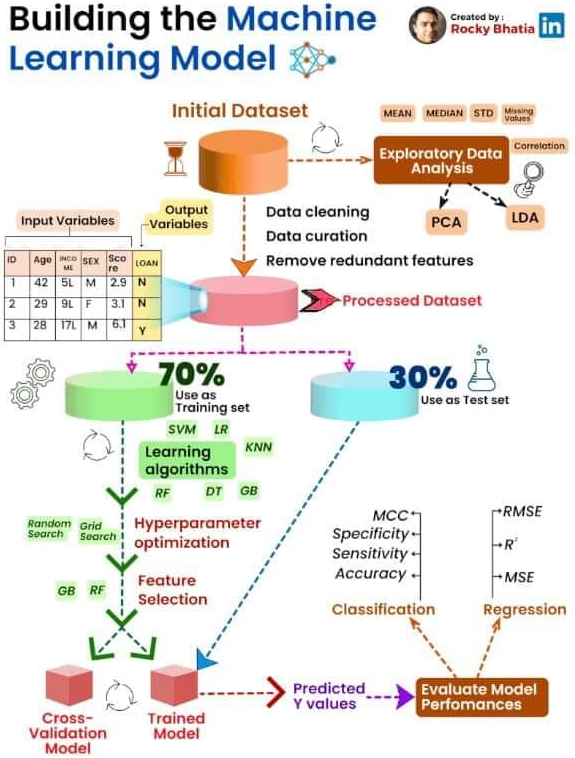 Building the Machine
Learning Model
Created by :
Rocky Bhatia
in
Initial Dataset
MEAN
MEDIAN
STD
Missing
Values
Exploratory Data
Analysis
Correlation
PCA
LDA
Data cleaning
Data curation
Remove redundant features
Input Variables
Output
Variables
ID Age INCO SEX Sco LOAN
ME re
1 42 5L M 2.9 N
2 29 9L F 3.1 N
3 28 17L M 6.1 Y
Processed Dataset
70%
Use as
Training set
30%
Use as Test set
SVM
LR
KNN
Learning
algorithms
RF
DT
GB
Random
Search
Grid
Search
Hyperparameter
optimization
GB
RF
Feature
Selection
MCC
Specificity
Sensitivity
Accuracy
Classification
RMSE
R²
MSE
Regression
Cross-
Validation
Model
Trained
Model
Predicted
Y values
Evaluate Model
Perfomances